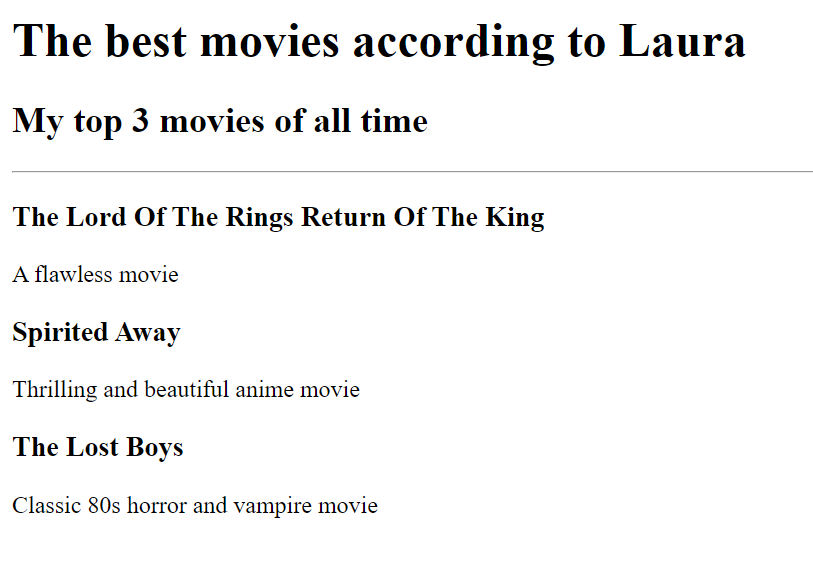 The best movies according to Laura
My top 3 movies of all time
The Lord Of The Rings Return Of The King
A flawless movie
Spirited Away
Thrilling and beautiful anime movie
The Lost Boys
Classic 80s horror and vampire movie